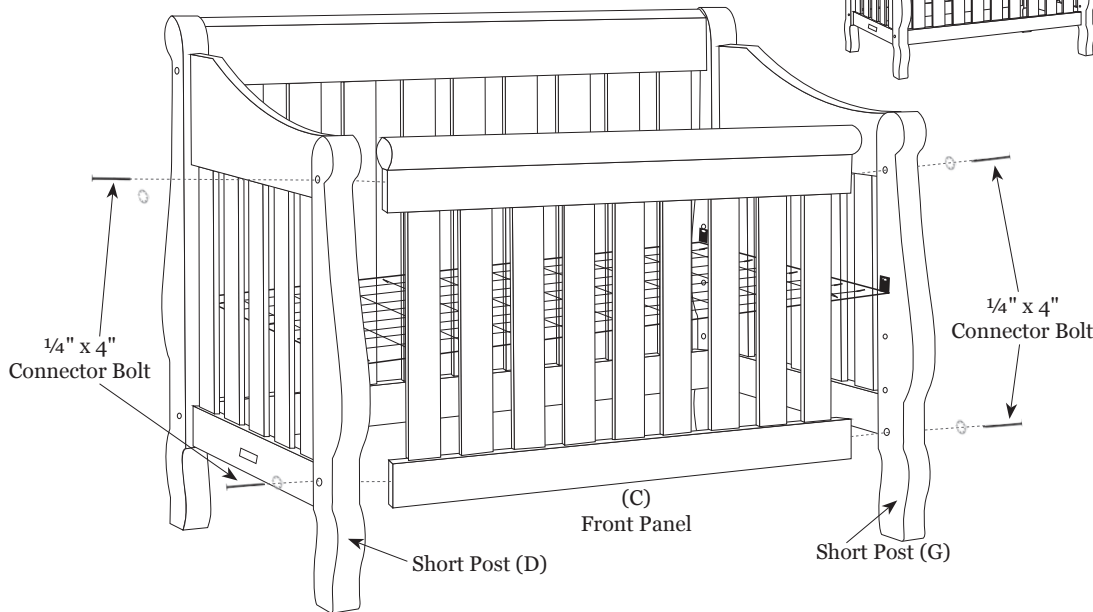 ¼" x 4"
Connector Bolt
¼" x 4"
Connector Bolt
(C)
Front Panel
Short Post (D)
Short Post (G)